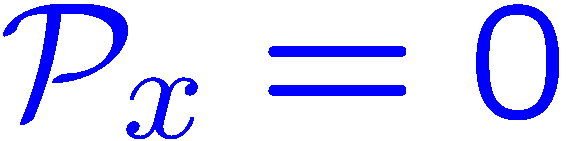 𝒫ₓ = 0